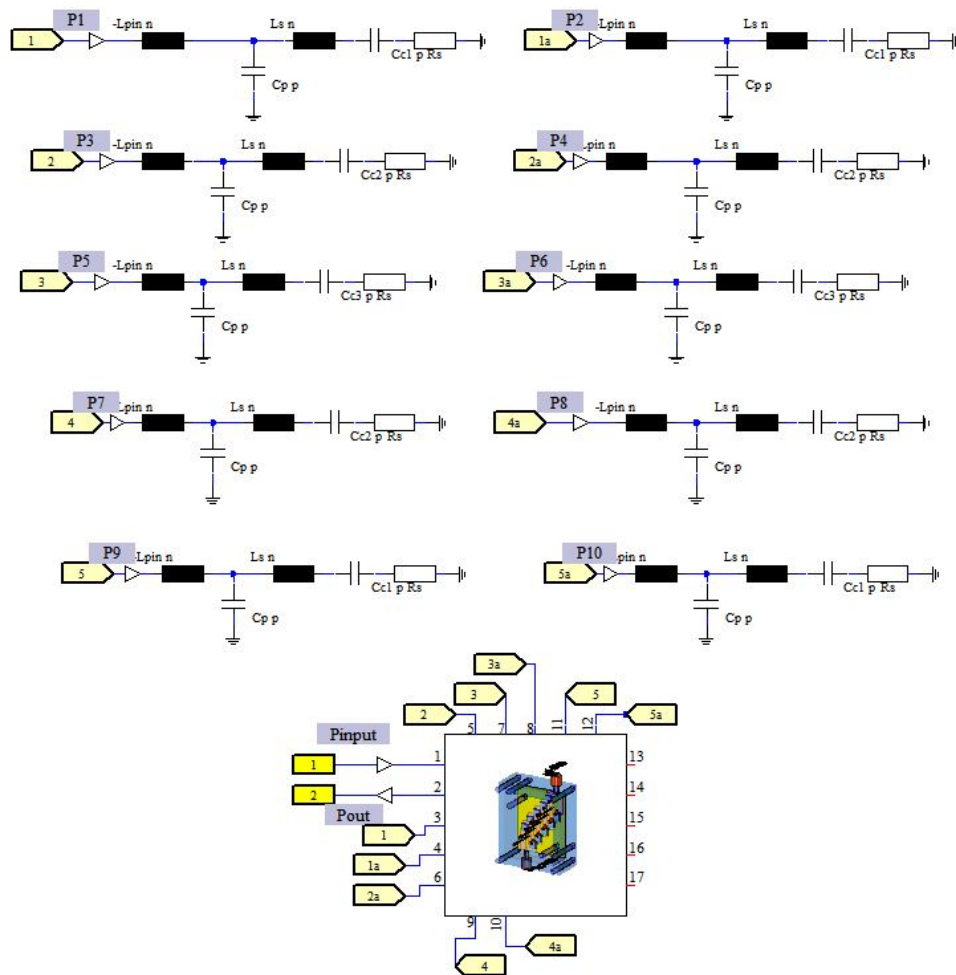 P1 -Lpin n Ls n
1
Cc1 p Rs
Cp p
P2 -Lpin n Ls n
1a
Cc1 p Rs
Cp p
P3 -Lpin n Ls n
2
Cc2 p Rs
Cp p
P4 -Lpin n Ls n
2a
Cc2 p Rs
Cp p
P5 -Lpin n Ls n
3
Cc3 p Rs
Cp p
P6 -Lpin n Ls n
3a
Cc3 p Rs
Cp p
P7 Lpin n Ls n
4
Cc2 p Rs
Cp p
P8 -Lpin n Ls n
4a
Cc2 p Rs
Cp p
P9 -Lpin n Ls n
5
Cc1 p Rs
Cp p
P10 pin n Ls n
5a
Cc1 p Rs
Cp p
3a
3 5
2 5a
5 7 8 11 12
Pinput
1 1 13
2 2 14
Pout
3 15
1
4 16
1a
6 17
2a
9 10
4a
4